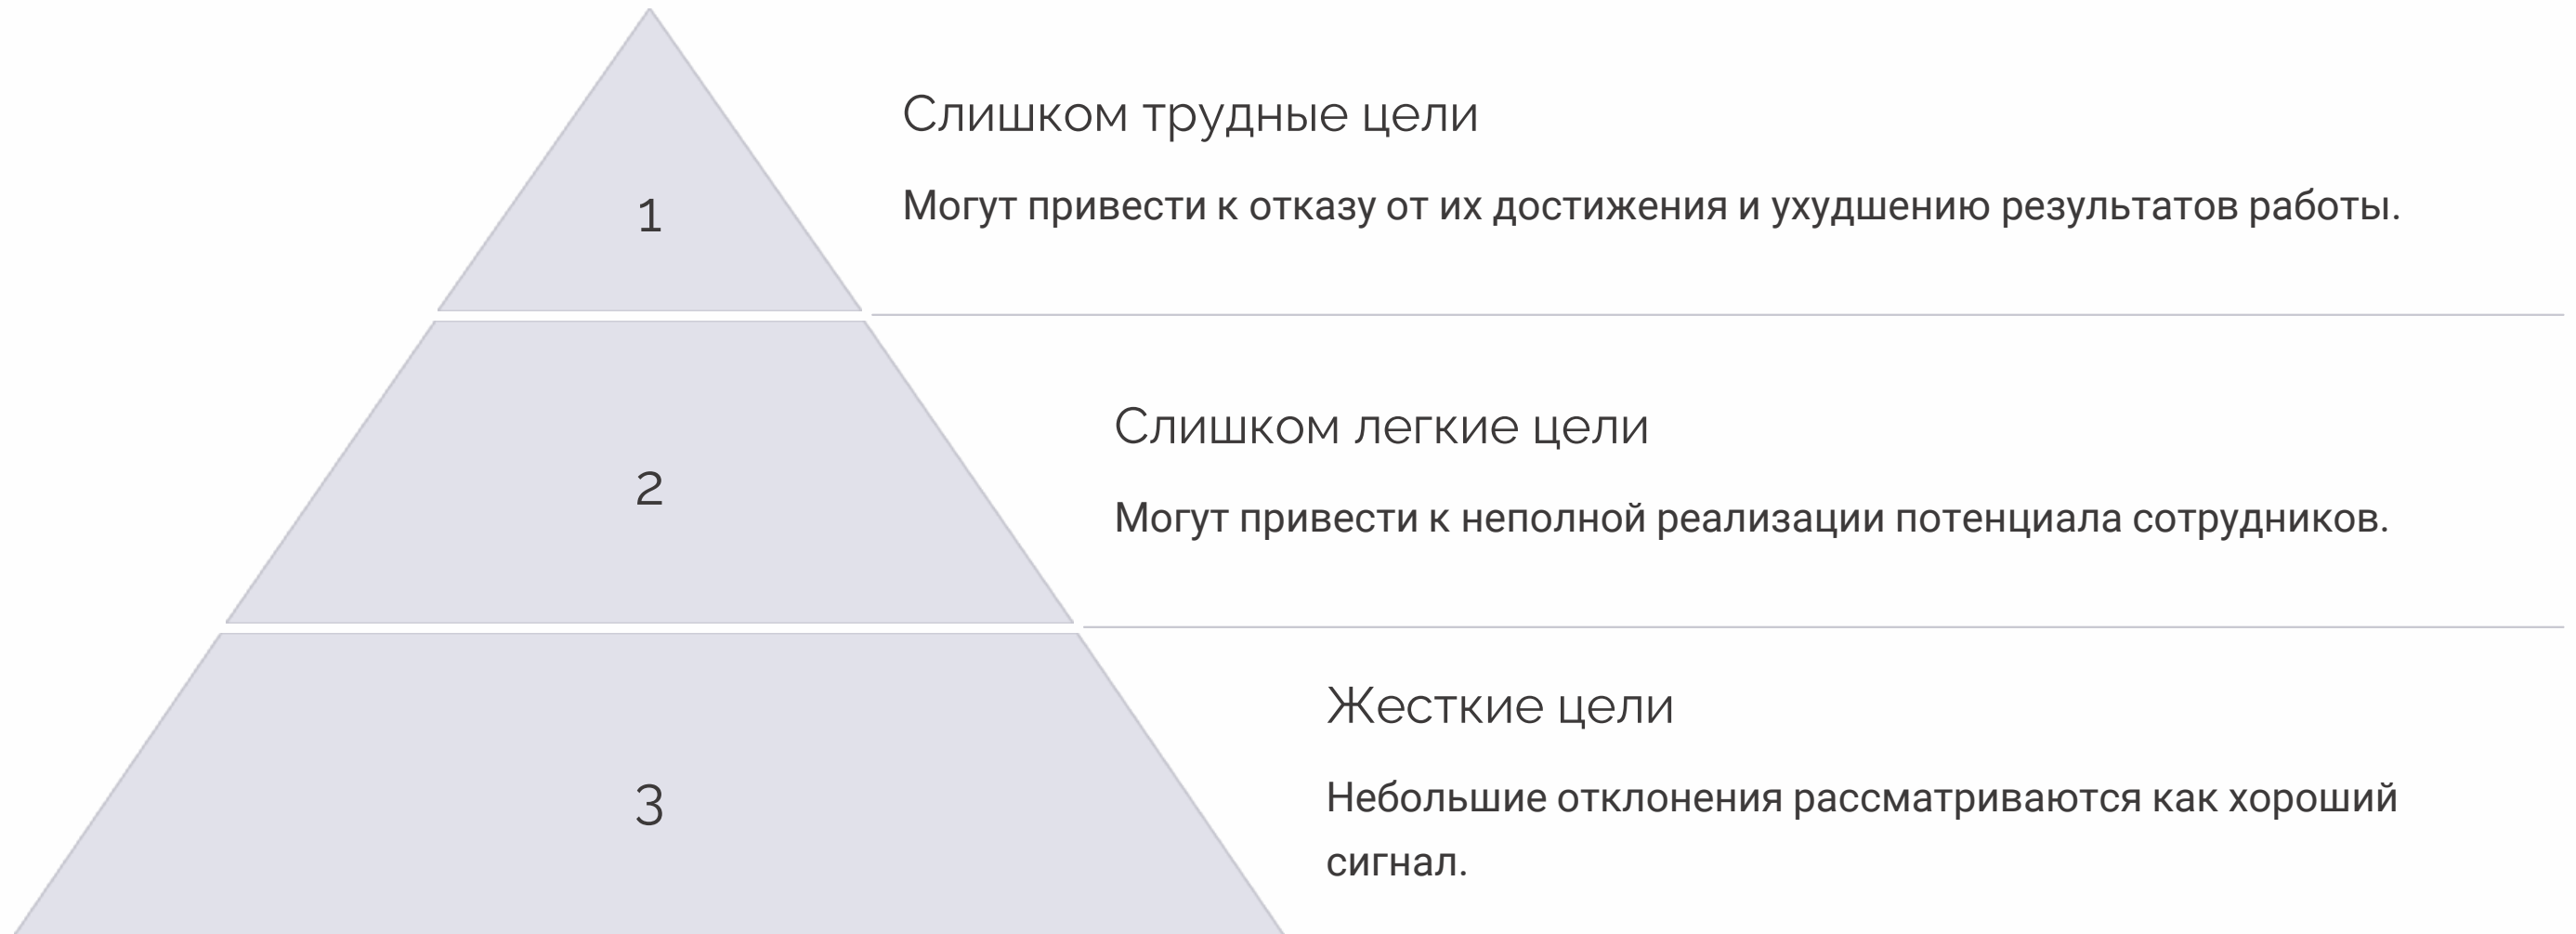 1
Слишком трудные цели
Могут привести к отказу от их достижения и ухудшению результатов работы.
2
Слишком легкие цели
Могут привести к неполной реализации потенциала сотрудников.
3
Жесткие цели
Небольшие отклонения рассматриваются как хороший
сигнал.